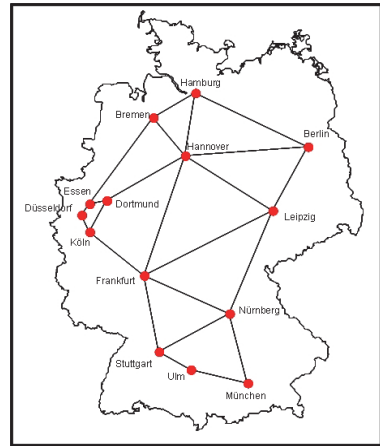 Hamburg
Bremen
Berlin
Hannover
Essen
Dortmund
Düsseldorf
Leipzig
Köln
Frankfurt
Nürnberg
Stuttgart
Ulm
München